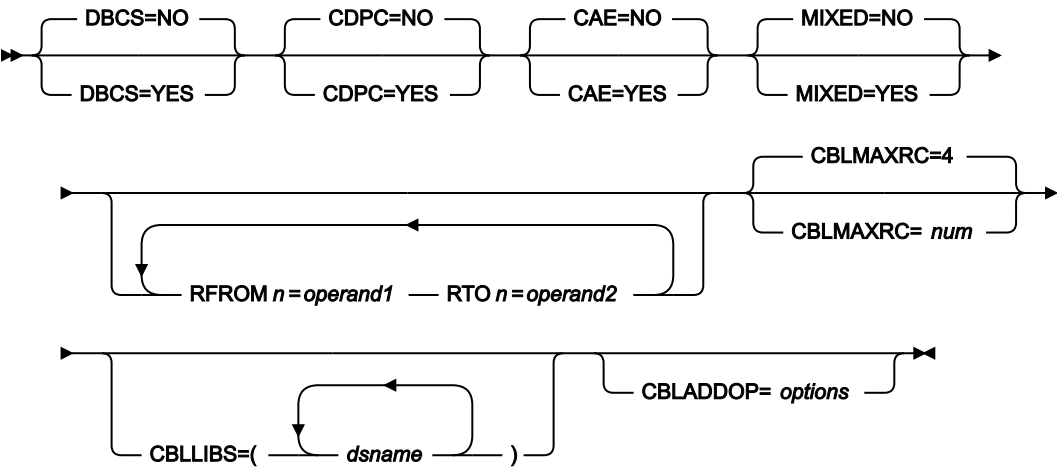 DBCS=NO CDPC=NO CAE=NO MIXED=NO
DBCS=YES CDPC=YES CAE=YES MIXED=YES
CBLMAXRC=4
CBLMAXRC= num
RFROM n = operand1 RTO n = operand2
CBLLIBS=( dsname )
CBLADDOP= options